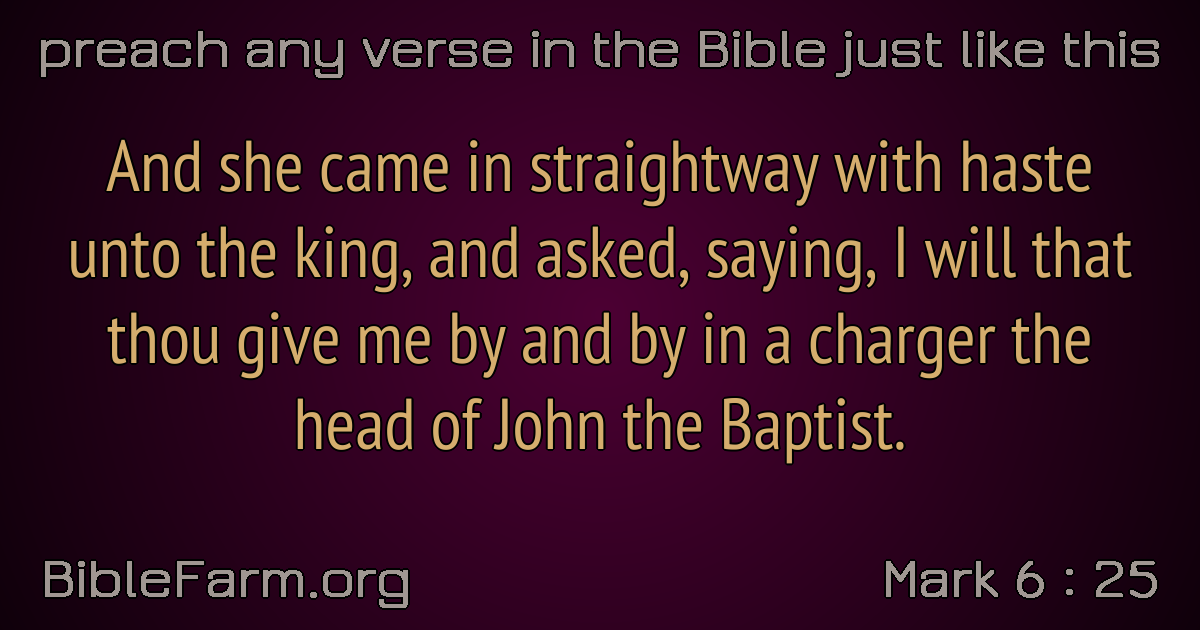 preach any verse in the Bible just like this
And she came in straightway with haste
unto the king, and asked, saying, I will that
thou give me by and by in a charger the
head of John the Baptist.
BibleFarm.org
Mark 6 : 25